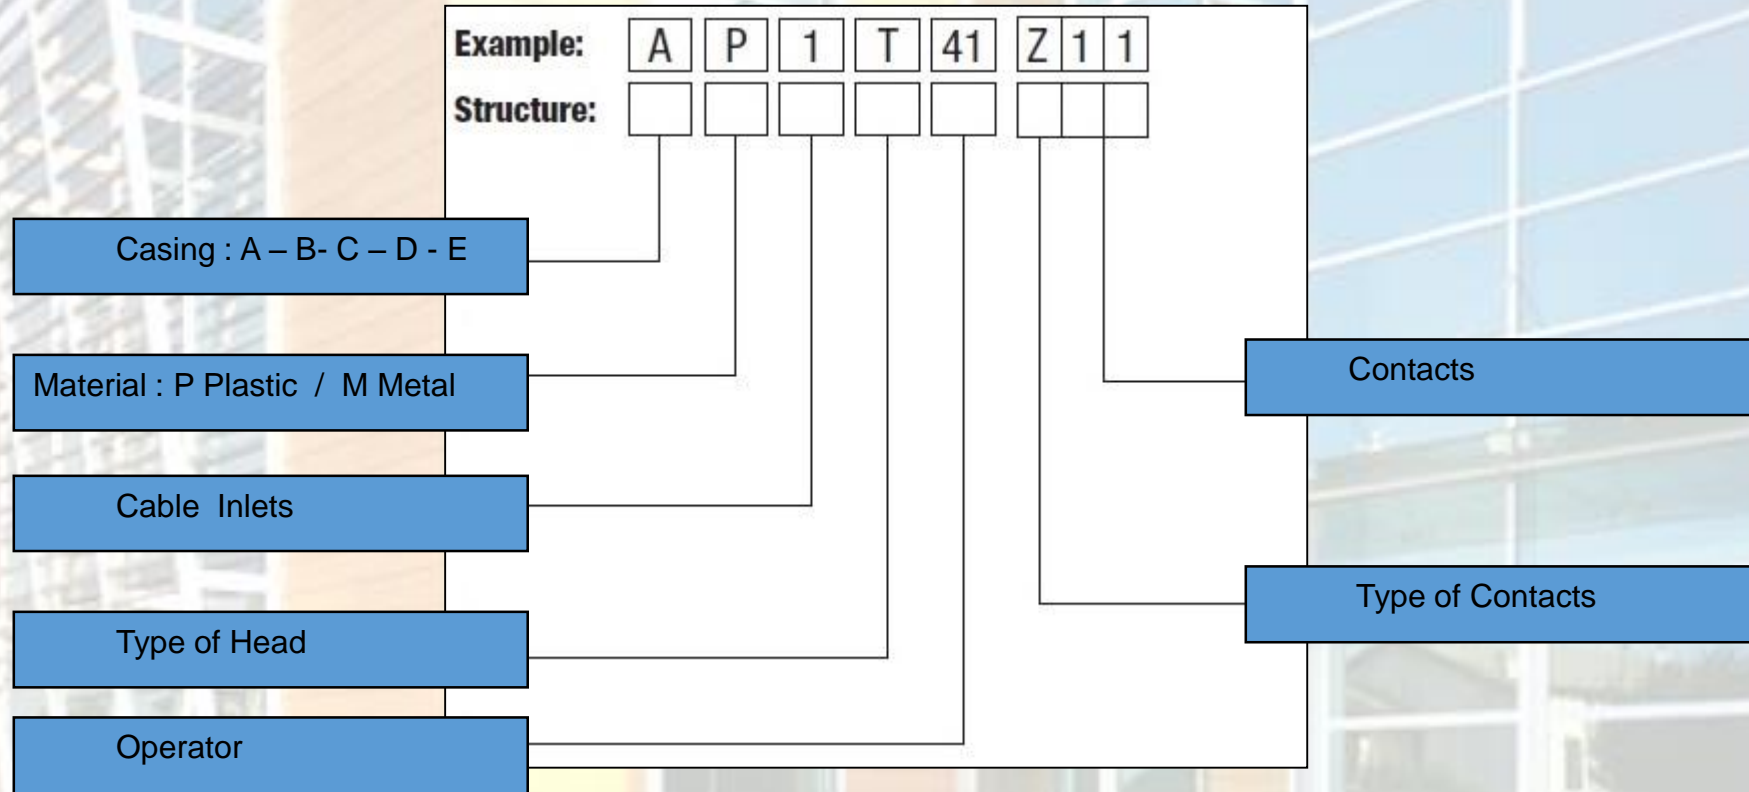 Example: A P 1 T 41 Z 1 1
Structure:
Casing : A – B- C – D - E
Material : P Plastic / M Metal
Cable Inlets
Type of Head
Operator
Contacts
Type of Contacts